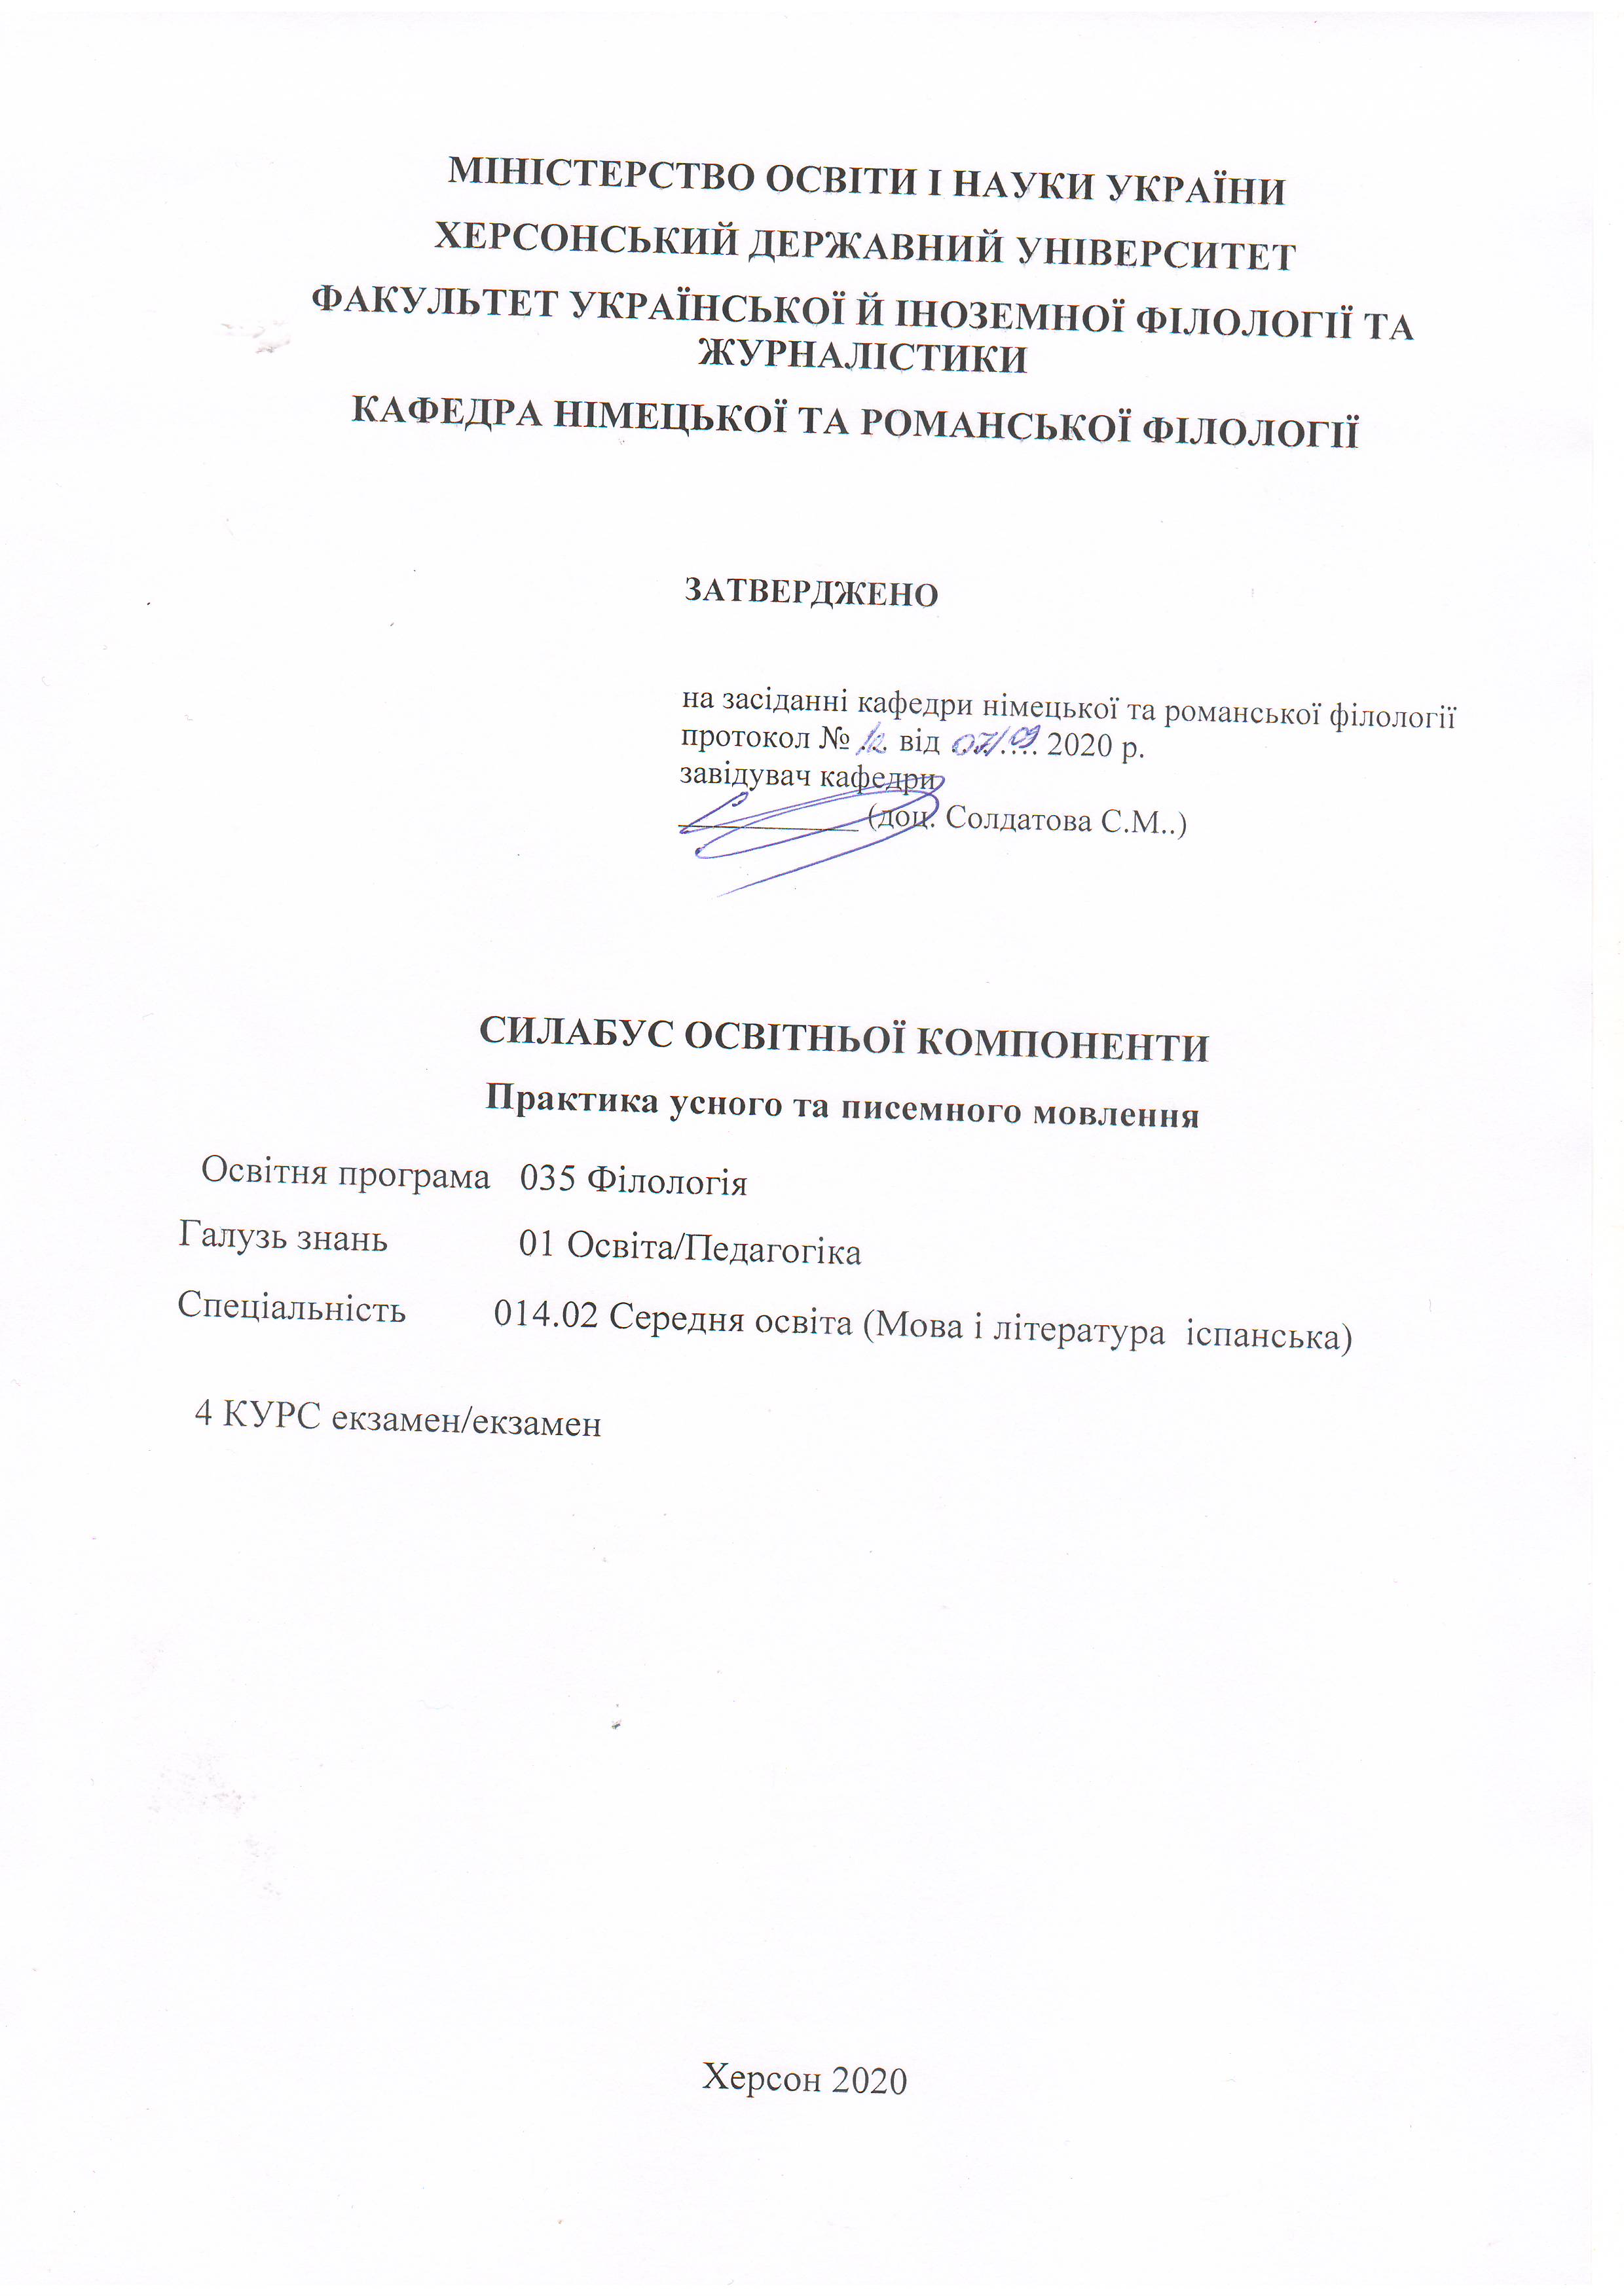 МІНІСТЕРСТВО ОСВІТИ І НАУКИ УКРАЇНИ
ХЕРСОНСЬКИЙ ДЕРЖАВНИЙ УНІВЕРСИТЕТ
ФАКУЛЬТЕТ УКРАЇНСЬКОЇ Й ІНОЗЕМНОЇ ФІЛОЛОГІЇ ТА
ЖУРНАЛІСТИКИ
КАФЕДРА НІМЕЦЬКОЇ ТА РОМАНСЬКОЇ ФІЛОЛОГІЇ
ЗАТВЕРДЖЕНО
на засіданні кафедри німецької та романської філології
протокол № від 07/09 2020 р.
завідувач кафедри
(доц. Солдатова С.М..)
СИЛАБУС ОСВІТНЬОЇ КОМПОНЕНТИ
Практика усного та писемного мовлення
Освітня програма 035 Філологія
Галузь знань 01 Освіта/Педагогіка
Спеціальність 014.02 Середня освіта (Мова і література іспанська)
4 КУРС екзамен/екзамен
Херсон 2020